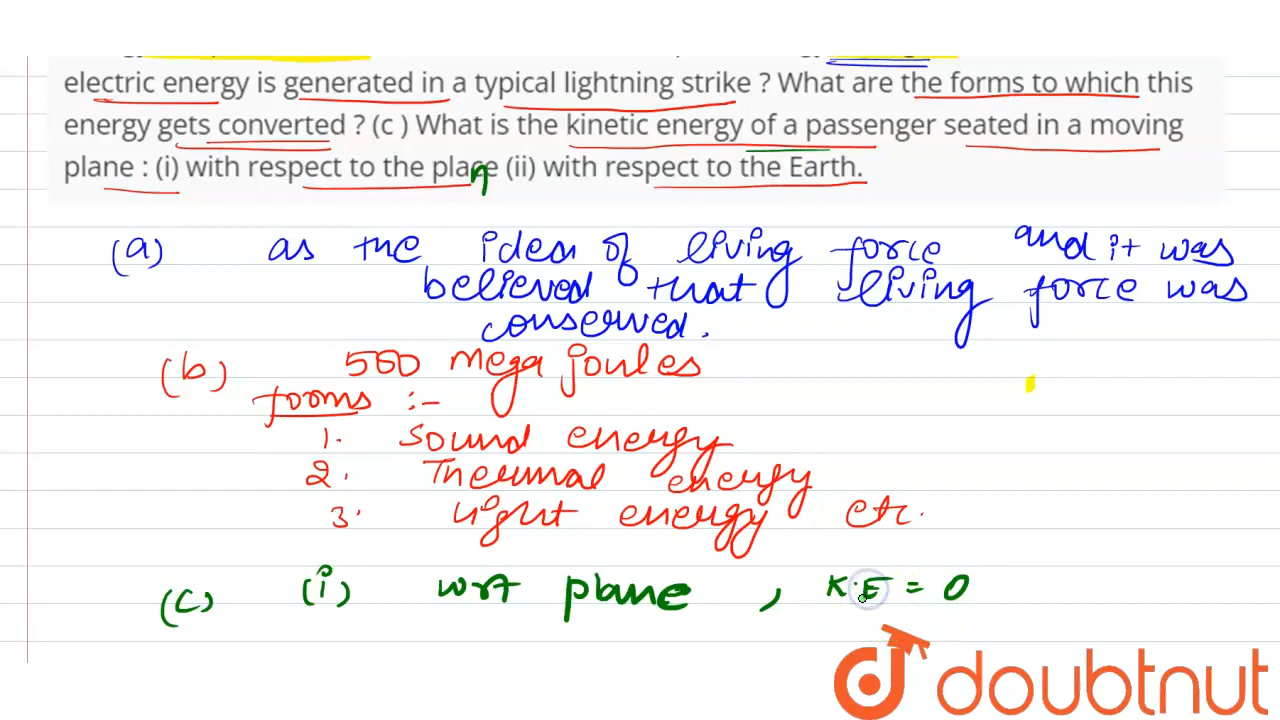 electric energy is generated in a typical lightning strike ? What are the forms to which this
energy gets converted ? (c ) What is the kinetic energy of a passenger seated in a moving
plane : (i) with respect to the place (ii) with respect to the Earth.
(a) as the idea of living force and it was
believed that living force was
conserved.
(b) 500 mega joules
forms :-
1. Sound energy
2. Thermal energy
3. light energy etc.
(c) (i) wrt plane , K.E = 0
doubtnut